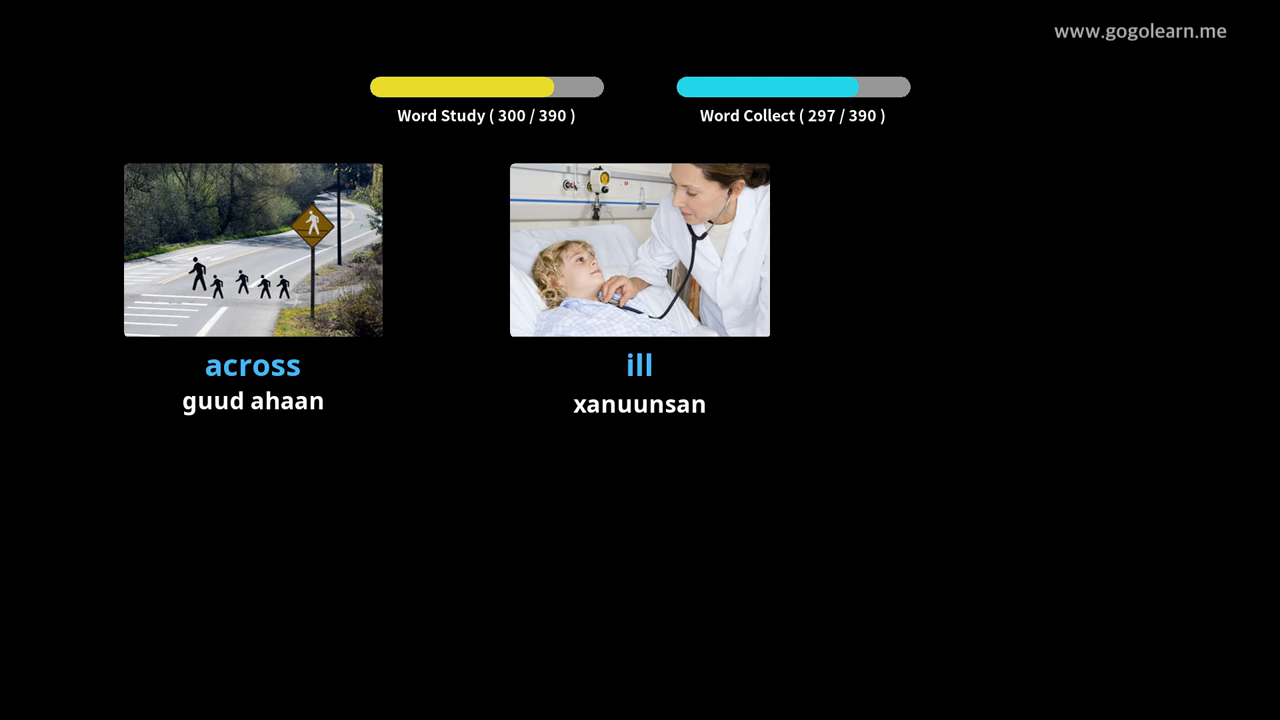 www.gogolearn.me
Word Study ( 300 / 390 )
Word Collect ( 297 / 390 )
across
guud ahaan
ill
xanuunsan